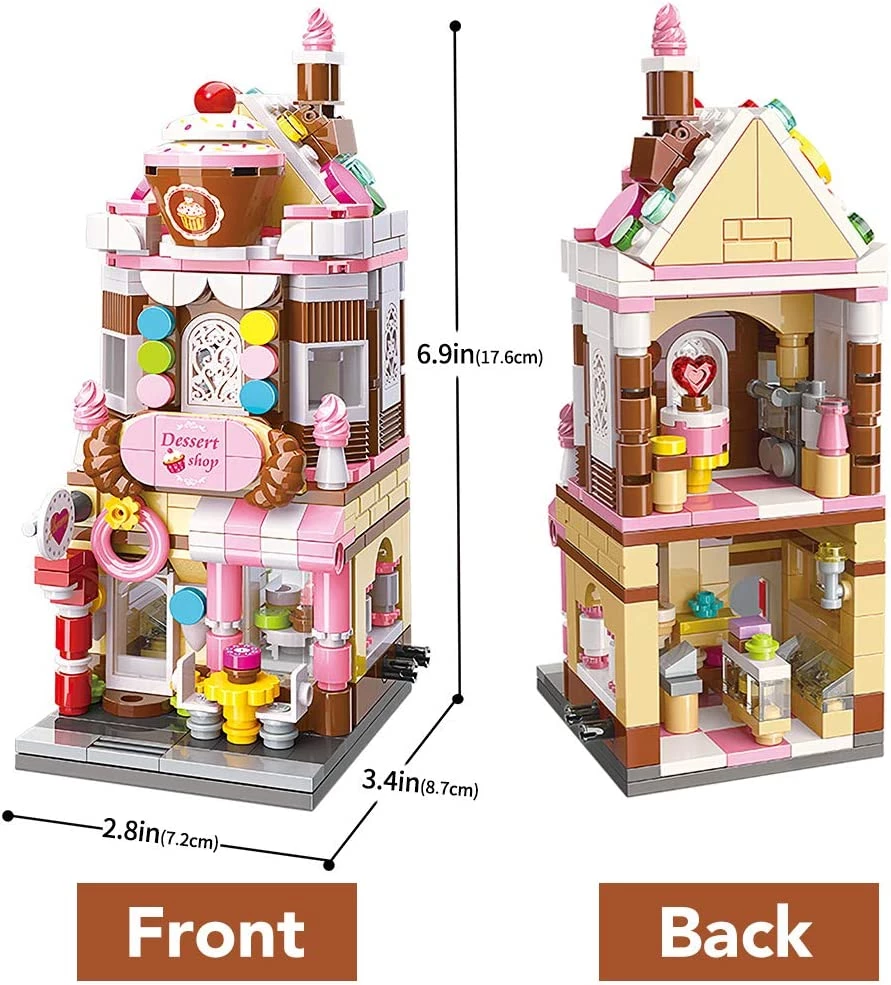 6.9in(17.6cm)
Dessert
shop
3.4in(8.7cm)
2.8in(7.2cm)
Front
Back